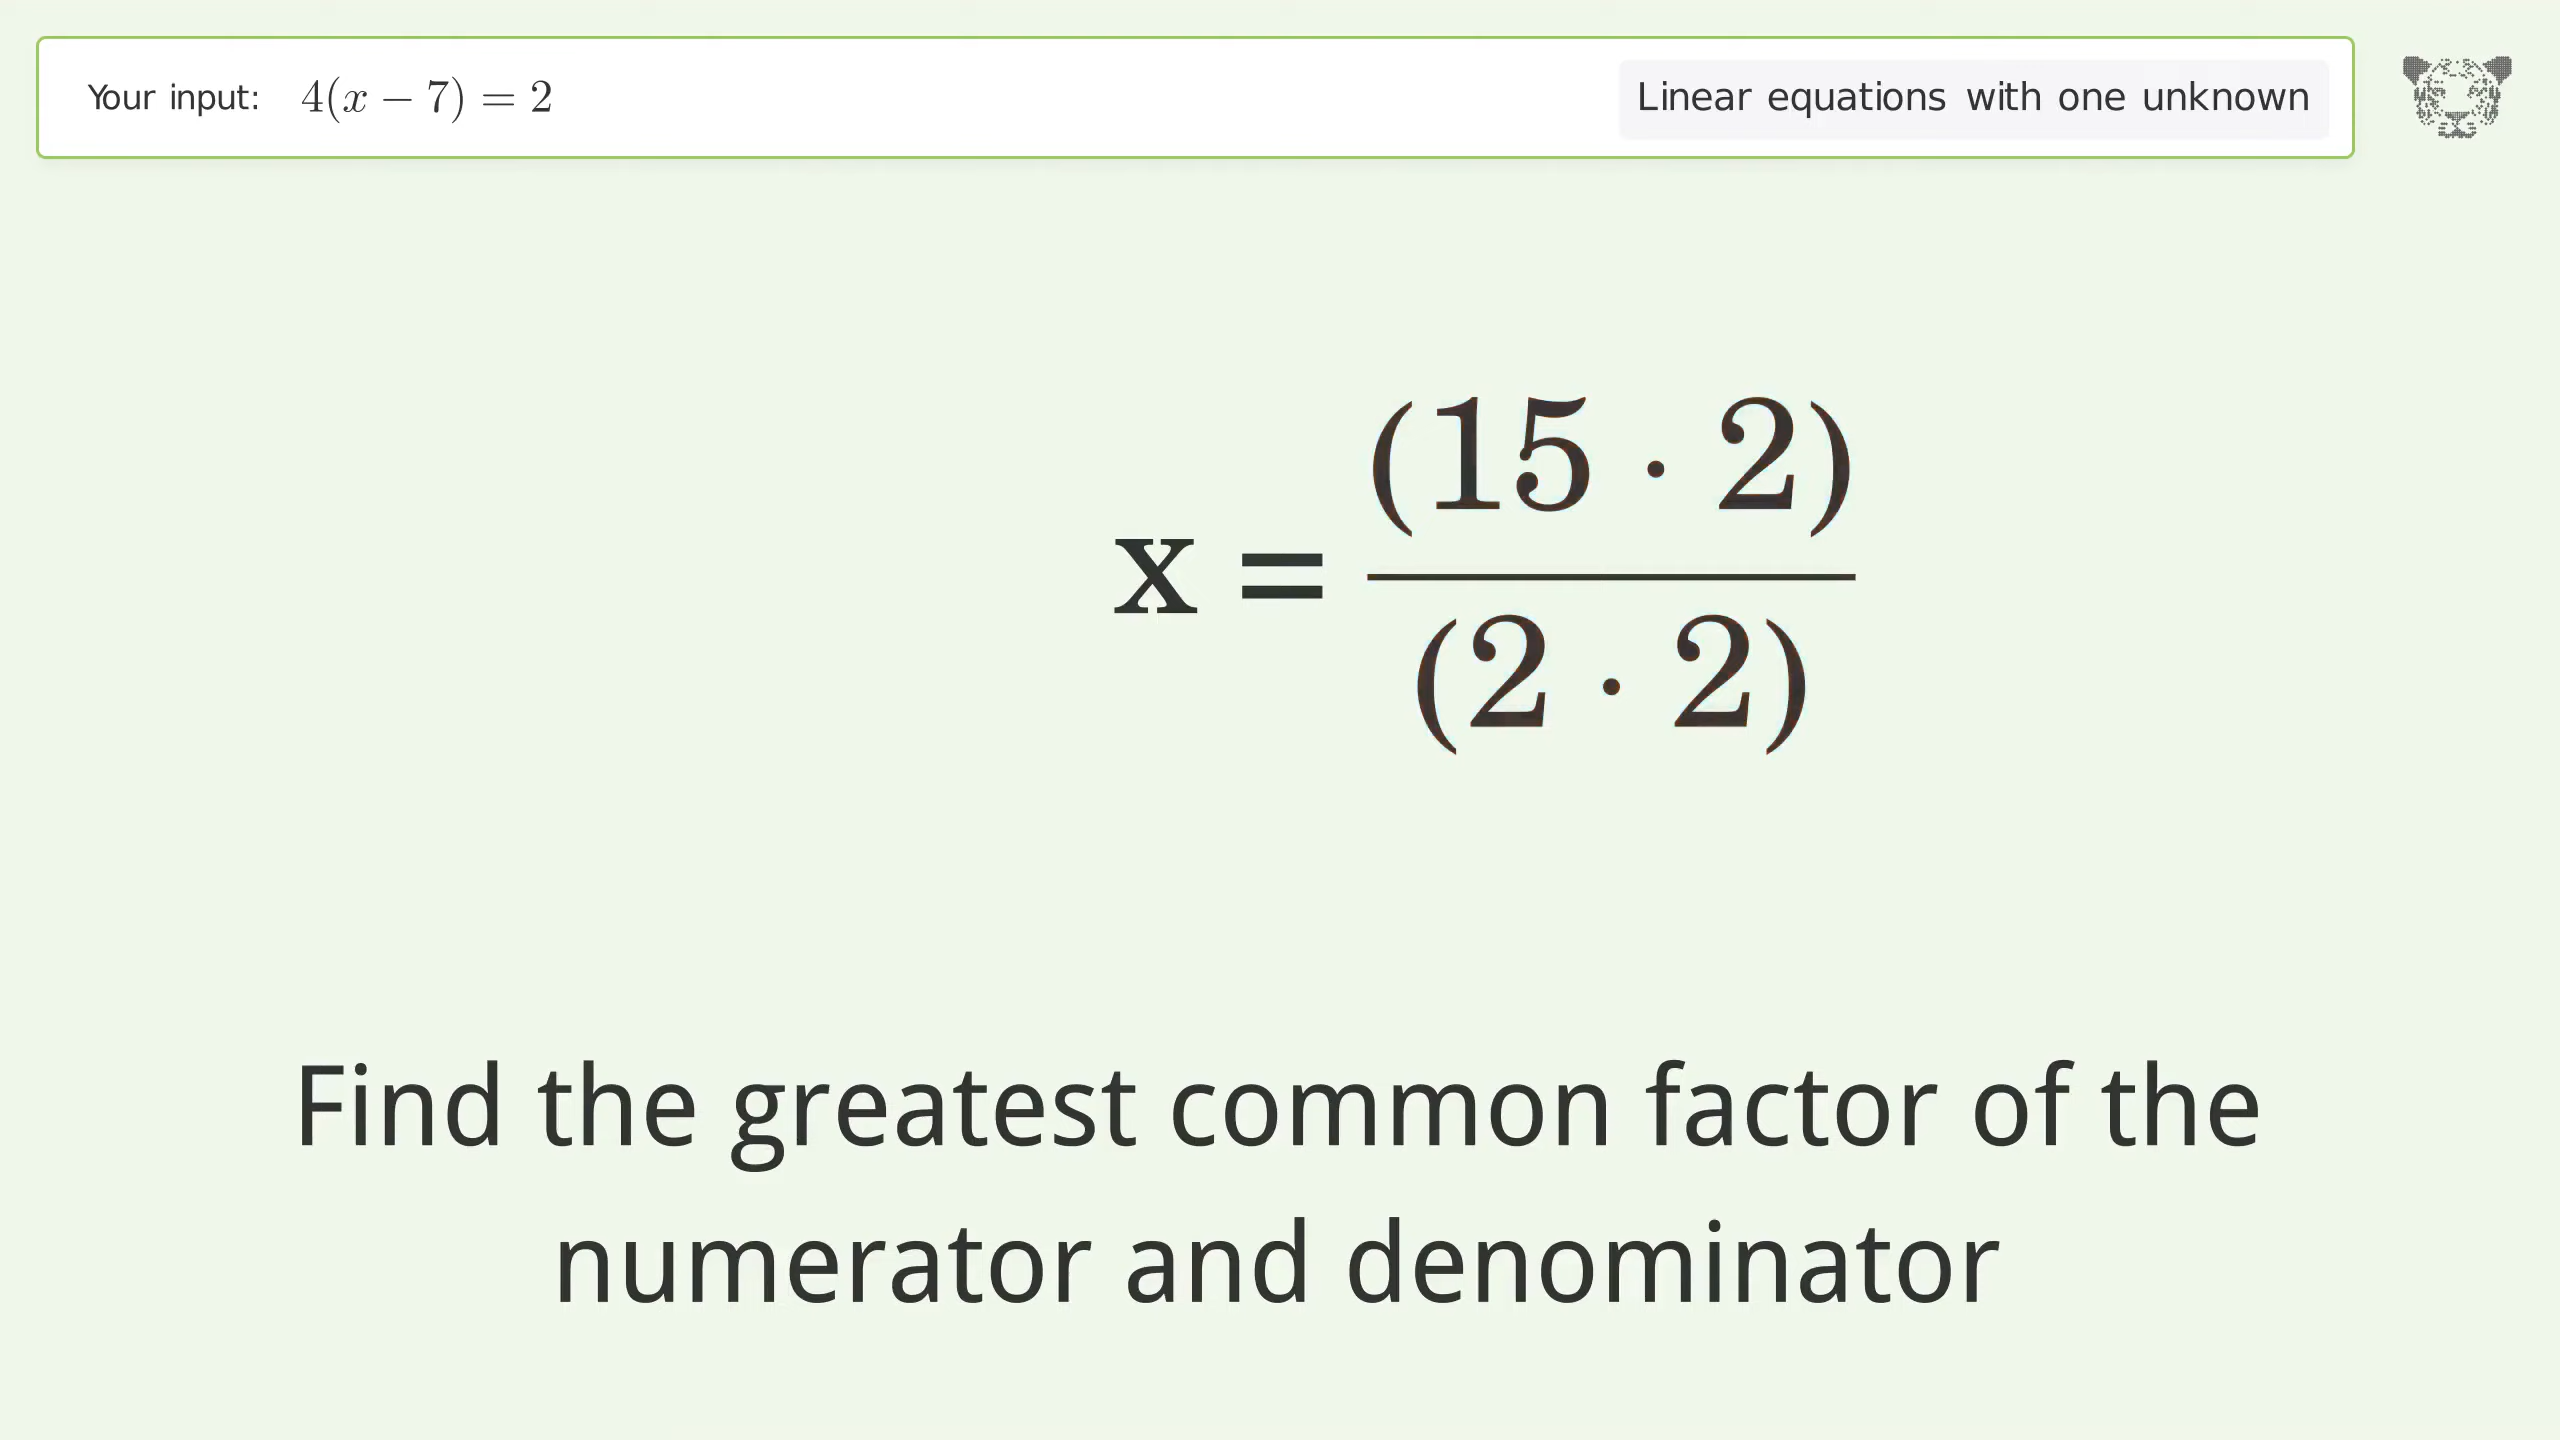 Your input: 4(x − 7) = 2
Linear equations with one unknown
x = (15 · 2) / (2 · 2)
Find the greatest common factor of the
numerator and denominator